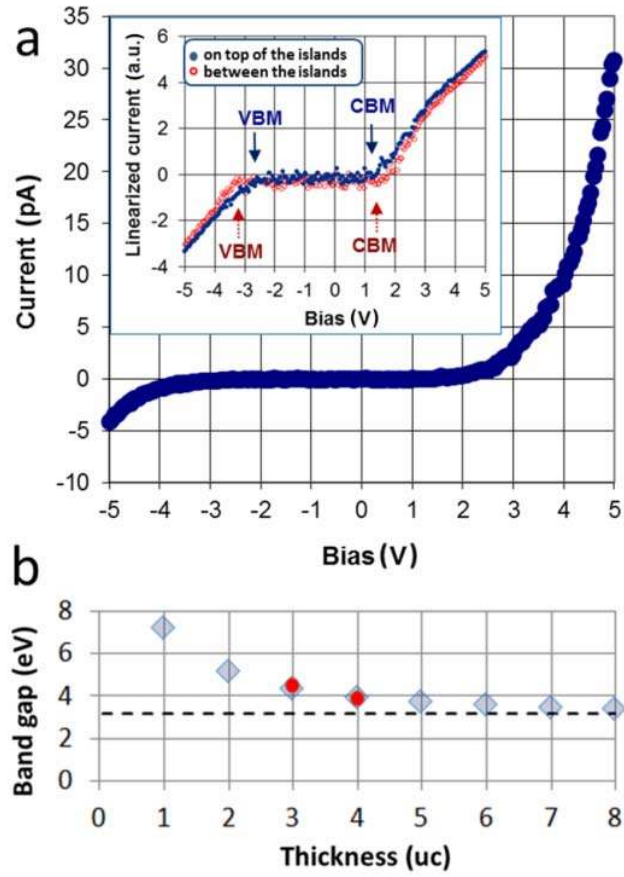 a
Current (pA)
35
30
25
20
15
10
5
0
-5
-10
-5 -4 -3 -2 -1 0 1 2 3 4 5
Bias (V)
Linearized current (a.u.)
6
4
2
0
-2
-4
on top of the islands
between the islands
VBM
CBM
VBM
CBM
-5 -4 -3 -2 -1 0 1 2 3 4 5
Bias (V)
b
Band gap (eV)
8
6
4
2
0
0 1 2 3 4 5 6 7 8
Thickness (uc)